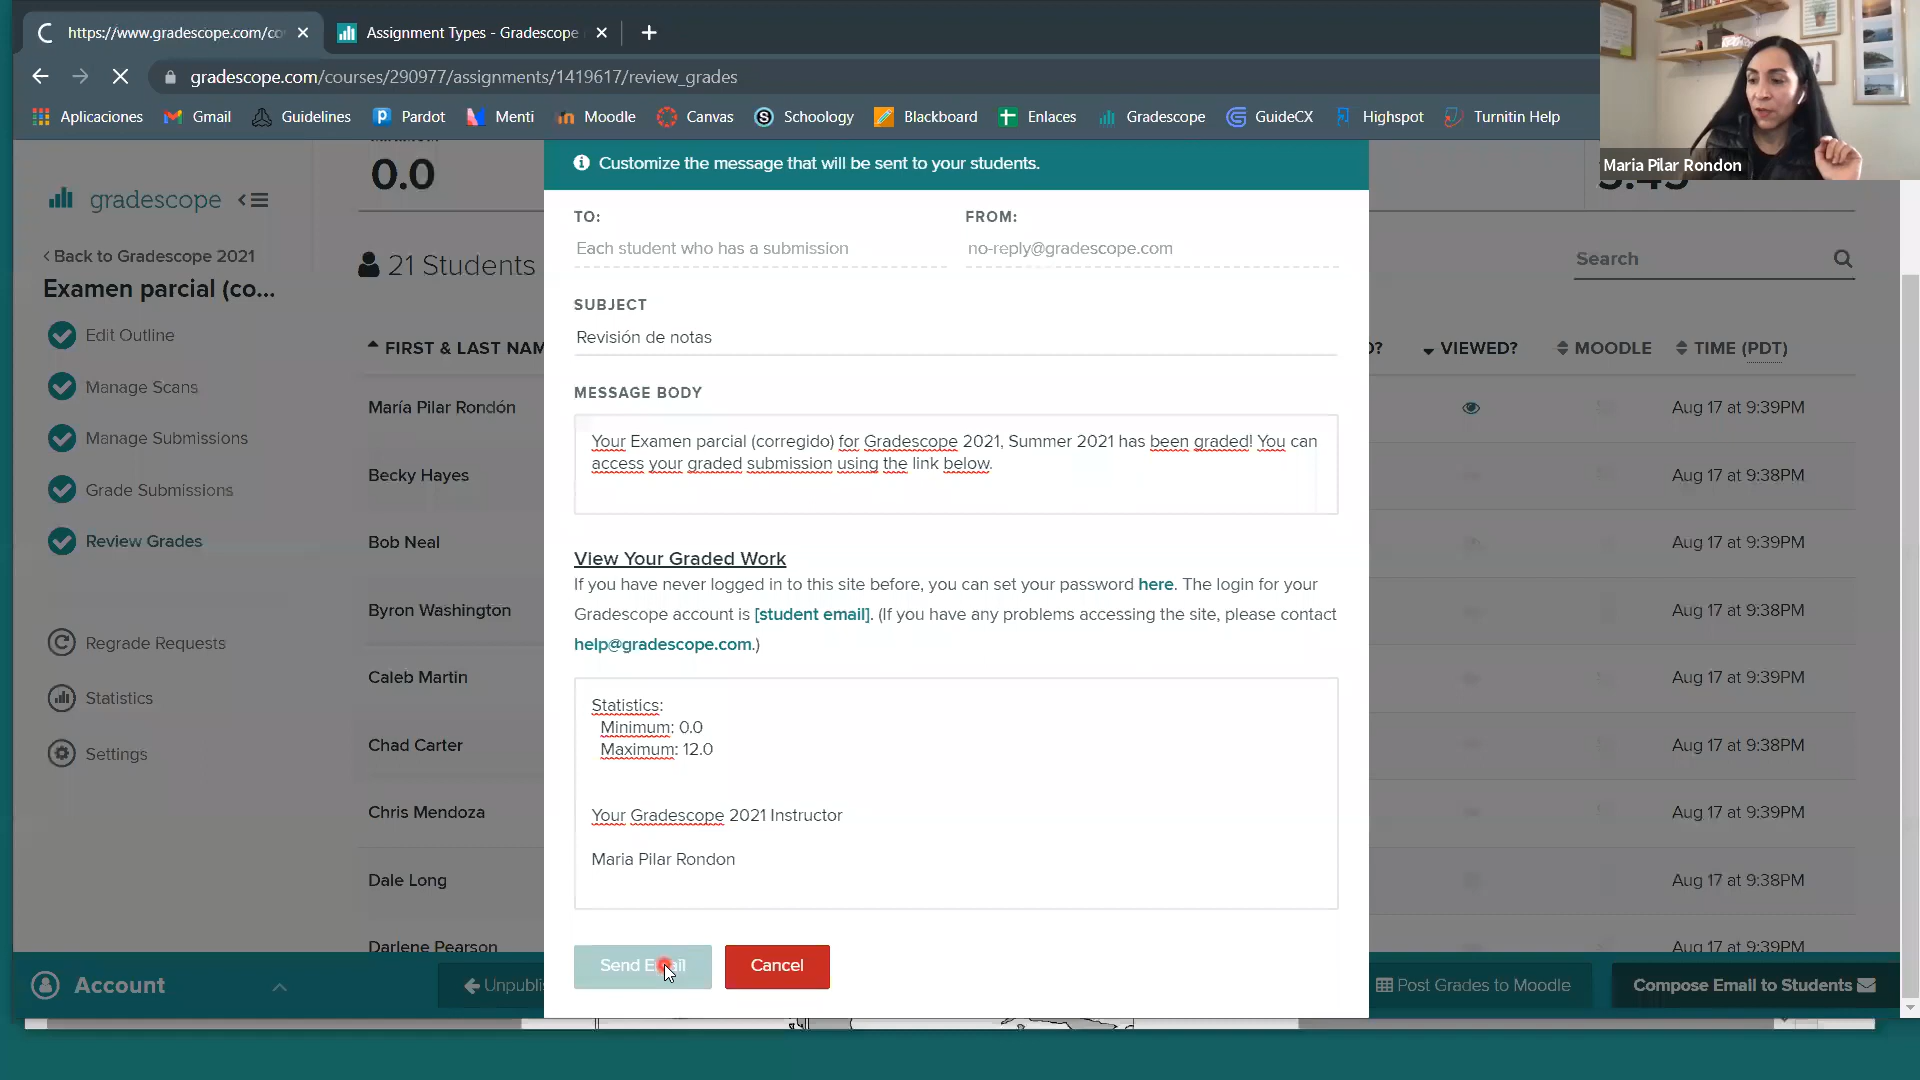 https://www.gradescope.com/co
Assignment Types - Gradescope
gradescope.com/courses/290977/assignments/1419617/review_grades
Aplicaciones
Gmail
Guidelines
Pardot
Menti
Moodle
Canvas
Schoology
Blackboard
Enlaces
Gradescope
GuideCX
Highspot
Turnitin Help
Maria Pilar Rondon
gradescope
Back to Gradescope 2021
Examen parcial (co...
Edit Outline
Manage Scans
Manage Submissions
Grade Submissions
Review Grades
Regrade Requests
Statistics
Settings
Account
0.0
21 Students
Search
FIRST & LAST NAM
D?
VIEWED?
MOODLE
TIME (PDT)
María Pilar Rondón
Aug 17 at 9:39PM
Becky Hayes
Aug 17 at 9:38PM
Bob Neal
Aug 17 at 9:39PM
Byron Washington
Aug 17 at 9:38PM
Caleb Martin
Aug 17 at 9:39PM
Chad Carter
Aug 17 at 9:38PM
Chris Mendoza
Aug 17 at 9:39PM
Dale Long
Aug 17 at 9:38PM
Darlene Pearson
Aug 17 at 9:39PM
Customize the message that will be sent to your students.
TO:
FROM:
Each student who has a submission
no-reply@gradescope.com
SUBJECT
Revisión de notas
MESSAGE BODY
Your Examen parcial (corregido) for Gradescope 2021, Summer 2021 has been graded! You can
access your graded submission using the link below.
View Your Graded Work
If you have never logged in to this site before, you can set your password here. The login for your
Gradescope account is [student email]. (If you have any problems accessing the site, please contact
help@gradescope.com.)
Statistics:
Minimum: 0.0
Maximum: 12.0
Your Gradescope 2021 Instructor
Maria Pilar Rondon
Send Email
Cancel
Unpublis
Post Grades to Moodle
Compose Email to Students